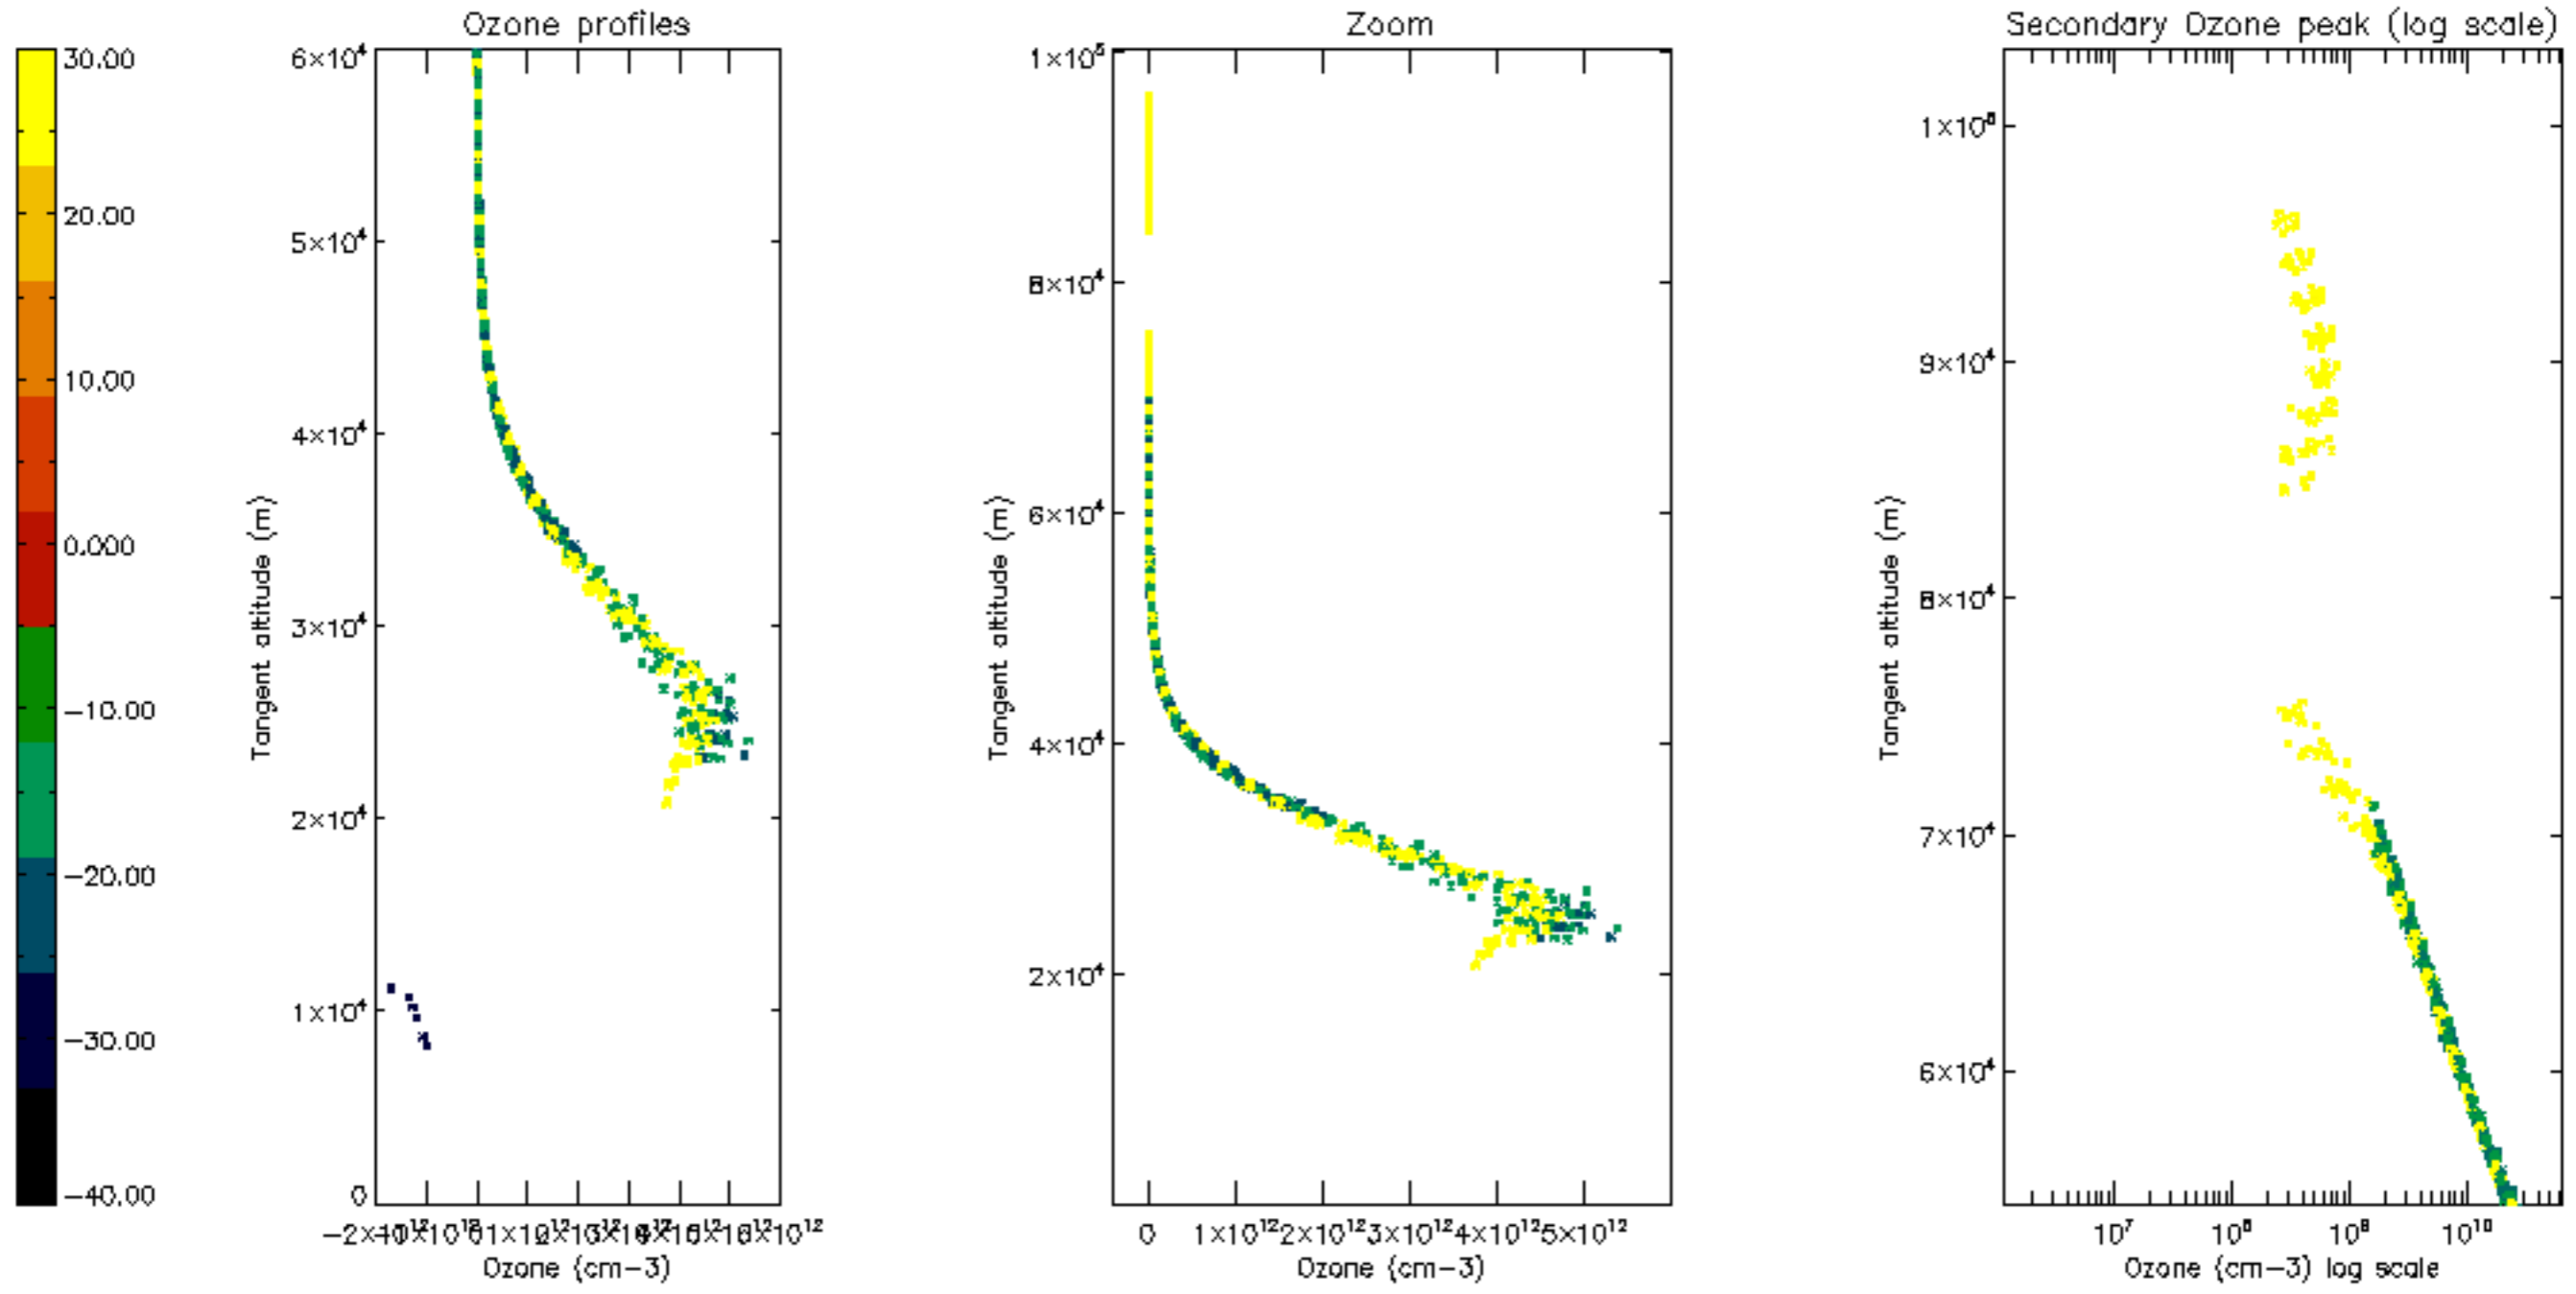 Ozone profiles
Zoom
Secondary Ozone peak (log scale)
30.00
20.00
10.00
0.000
−10.00
−20.00
−30.00
−40.00
6×10⁴
5×10⁴
4×10⁴
3×10⁴
2×10⁴
1×10⁴
0
Tangent altitude (m)
Ozone (cm−3)
1×10⁵
8×10⁴
6×10⁴
4×10⁴
2×10⁴
Tangent altitude (m)
0 1×10¹² 2×10¹² 3×10¹² 4×10¹² 5×10¹²
Ozone (cm−3)
1×10⁵
9×10⁴
8×10⁴
7×10⁴
6×10⁴
Tangent altitude (m)
10⁷ 10⁸ 10⁹ 10¹⁰
Ozone (cm−3) log scale